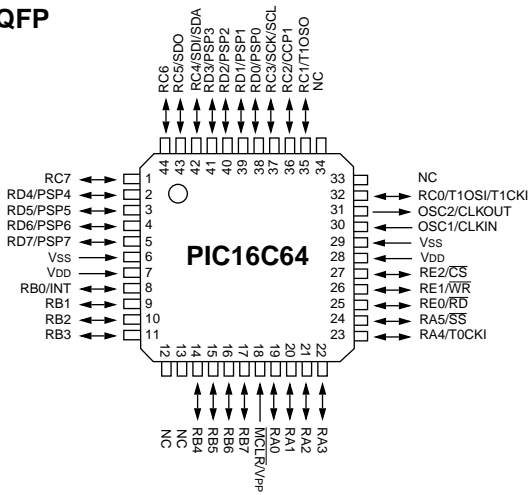 QFP
RC6
RC5/SDO
RC4/SDI/SDA
RD3/PSP3
RD2/PSP2
RD1/PSP1
RD0/PSP0
RC3/SCK/SCL
RC2/CCP1
RC1/T1OSO
NC
44
43
42
41
40
39
38
37
36
35
34
RC7 1
RD4/PSP4 2
RD5/PSP5 3
RD6/PSP6 4
RD7/PSP7 5
VSS 6
VDD 7
RB0/INT 8
RB1 9
RB2 10
RB3 11
PIC16C64
33 NC
32 RC0/T1OSI/T1CKI
31 OSC2/CLKOUT
30 OSC1/CLKIN
29 VSS
28 VDD
27 RE2/CS
26 RE1/WR
25 RE0/RD
24 RA5/SS
23 RA4/T0CKI
12
13
14
15
16
17
18
19
20
21
22
NC
NC
RB4
RB5
RB6
RB7
MCLR/VPP
RA0
RA1
RA2
RA3